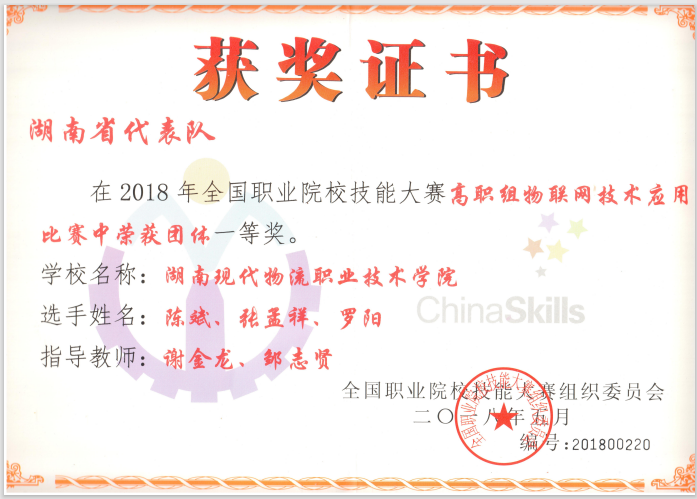 获奖证书
湖南省代表队
在 2018 年全国职业院校技能大赛高职组物联网技术应用
比赛中荣获团体一等奖。
学校名称：湖南现代物流职业技术学院
ChinaSkills
选手姓名：陈斌、张孟祥、罗阳
指导教师：谢金龙、邹志贤
全国职业院校技能大赛组织委员会
二〇一八年五月
编号:201800220